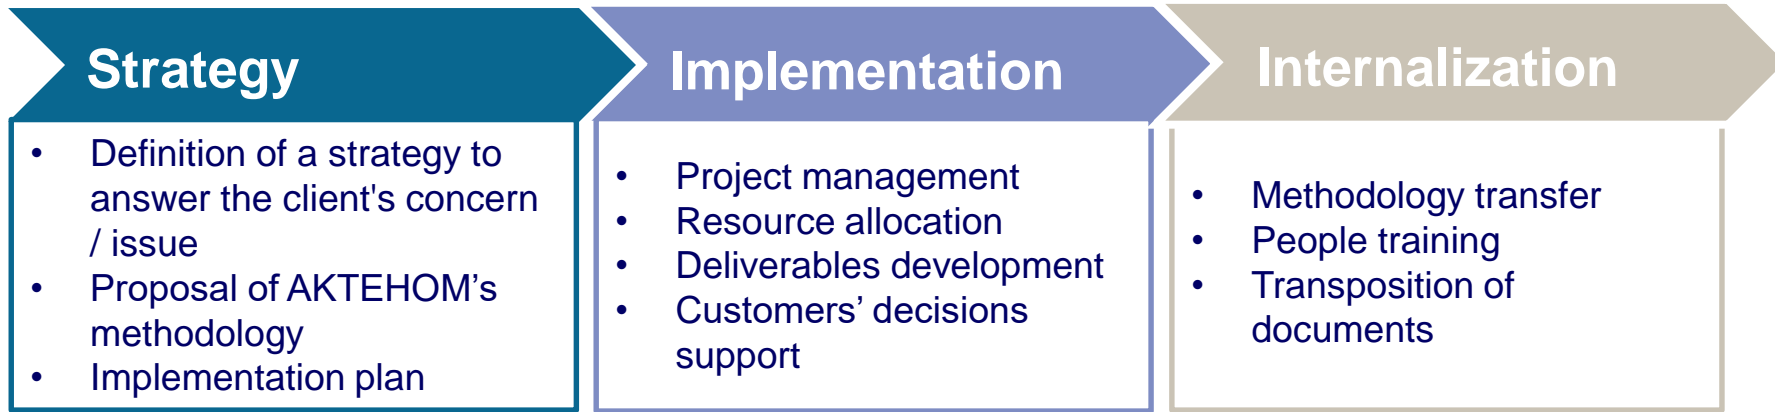 Strategy
• Definition of a strategy to
answer the client's concern
/ issue
• Proposal of AKTEHOM’s
methodology
• Implementation plan
Implementation
• Project management
• Resource allocation
• Deliverables development
• Customers’ decisions
support
Internalization
• Methodology transfer
• People training
• Transposition of
documents